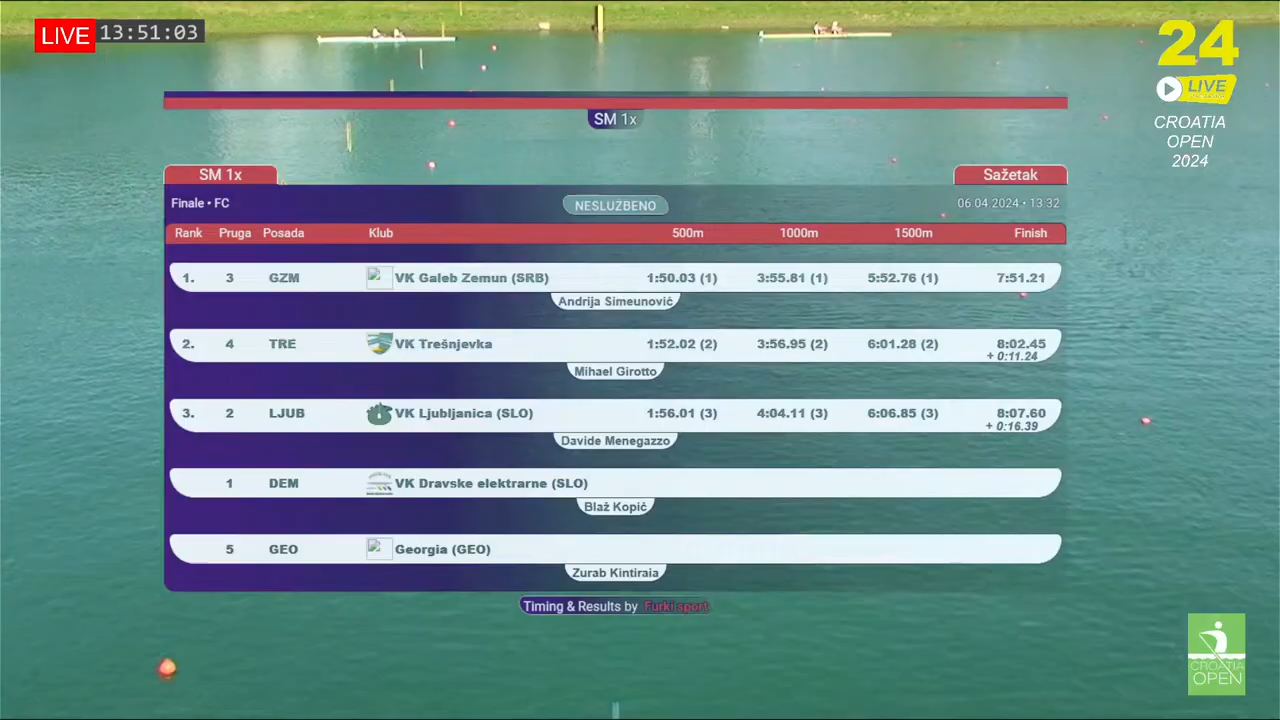 LIVE 13:51:03
24
LIVE
CROATIA
OPEN
2024
SM 1x
SM 1x Sažetak
Finale • FC NESLUŽBENO 06 04 2024 • 13:32
Rank Pruga Posada Klub 500m 1000m 1500m Finish
1. 3 GZM VK Galeb Zemun (SRB) 1:50.03 (1) 3:55.81 (1) 5:52.76 (1) 7:51.21
Andrija Simeunović
2. 4 TRE VK Trešnjevka 1:52.02 (2) 3:56.95 (2) 6:01.28 (2) 8:02.45
+ 0:11.24
Mihael Girotto
3. 2 LJUB VK Ljubljanica (SLO) 1:56.01 (3) 4:04.11 (3) 6:06.85 (3) 8:07.60
+ 0:16.39
Davide Menegazzo
1 DEM VK Dravske elektrarne (SLO)
Blaž Kopič
5 GEO Georgia (GEO)
Zurab Kintiraia
Timing & Results by Furki sport
CROATIA
OPEN